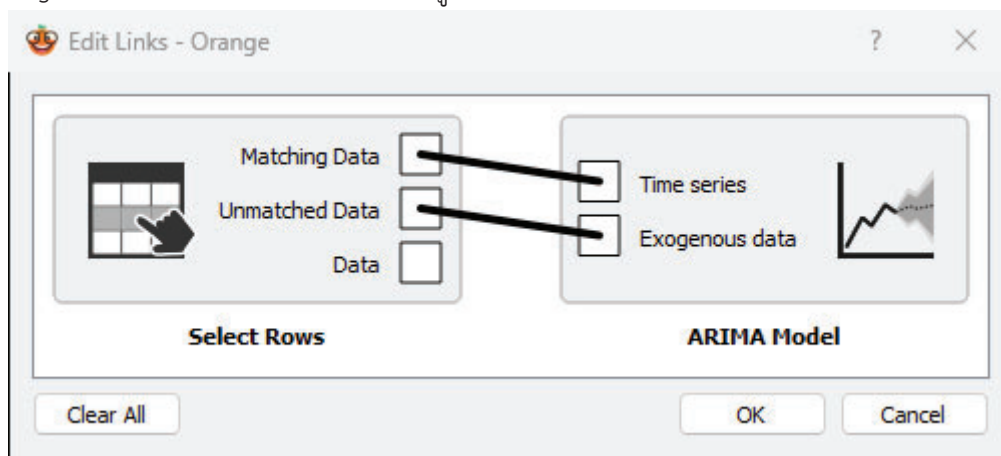 Edit Links - Orange
?
Matching Data
Unmatched Data
Data
Select Rows
Time series
Exogenous data
ARIMA Model
Clear All
OK
Cancel